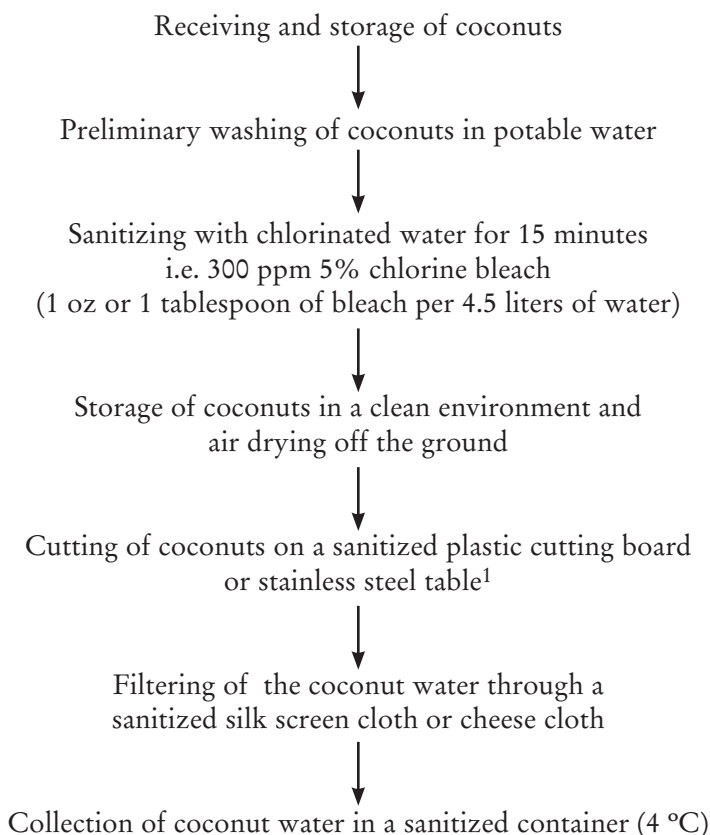 Receiving and storage of coconuts
Preliminary washing of coconuts in potable water
Sanitizing with chlorinated water for 15 minutes
i.e. 300 ppm 5% chlorine bleach
(1 oz or 1 tablespoon of bleach per 4.5 liters of water)
Storage of coconuts in a clean environment and
air drying off the ground
Cutting of coconuts on a sanitized plastic cutting board
or stainless steel table¹
Filtering of the coconut water through a
sanitized silk screen cloth or cheese cloth
Collection of coconut water in a sanitized container (4 ºC)